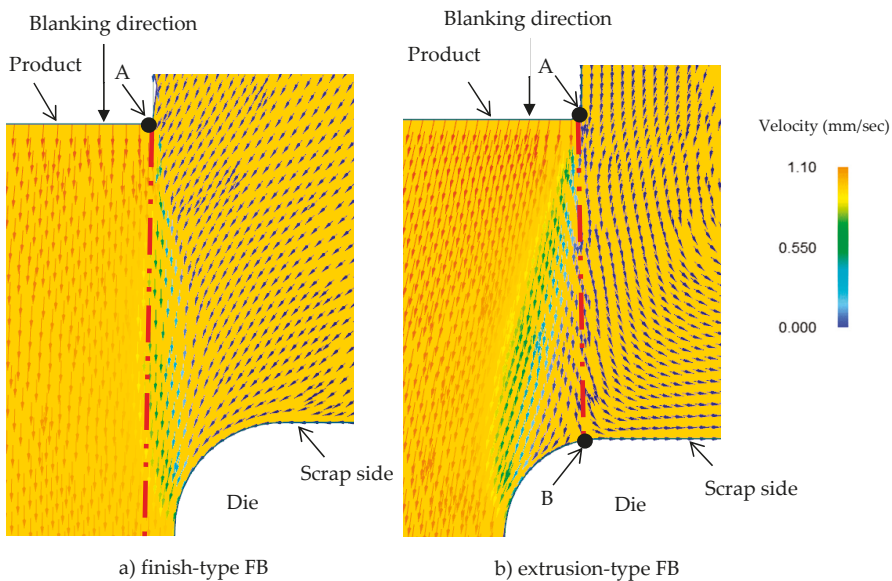 Blanking direction
Product
A
Scrap side
Die
a) finish-type FB
Blanking direction
A
Product
Velocity (mm/sec)
1.10
0.550
0.000
Scrap side
B
Die
b) extrusion-type FB